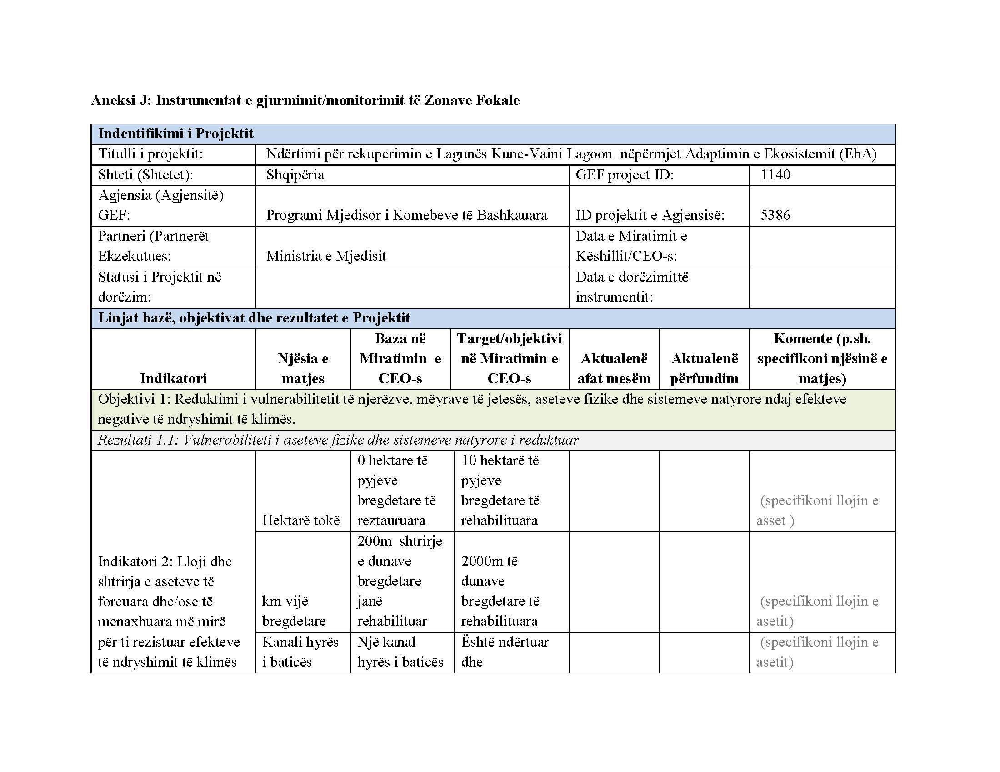 Aneksi J: Instrumentat e gjurmimit/monitorimit të Zonave Fokale
Indentifikimi i Projektit
Titulli i projektit:
Ndërtimi për rekuperimin e Lagunës Kune-Vaini Lagoon  nëpërmjet Adaptimin e Ekosistemit (EbA)
Shteti (Shtetet):
Shqipëria
GEF project ID:
1140
Agjensia (Agjensitë)
GEF:
Programi Mjedisor i Komebeve të Bashkauara
ID projektit e Agjensisë:
5386
Partneri (Partnerët
Ekzekutues:
Ministria e Mjedisit
Data e Miratimit e
Këshillit/CEO-s:
Statusi i Projektit në
dorëzim:
Data e dorëzimittë
instrumentit:
Linjat bazë, objektivat dhe rezultatet e Projektit
Indikatori
Njësia e
matjes
Baza në
Miratimin  e
CEO-s
Target/objektivi
në Miratimin e
CEO-s
Aktualenë
afat mesëm
Aktualenë
përfundim
Komente (p.sh.
specifikoni njësinë e
matjes)
Objektivi 1: Reduktimi i vulnerabilitetit të njerëzve, mëyrave të jetesës, aseteve fizike dhe sistemeve natyrore ndaj efekteve
negative të ndryshimit të klimës.
Rezultati 1.1: Vulnerabiliteti i aseteve fizike dhe sistemeve natyrore i reduktuar
Indikatori 2: Lloji dhe
shtrirja e aseteve të
forcuara dhe/ose të
menaxhuara më mirë
për ti rezistuar efekteve
të ndryshimit të klimës
Hektarë tokë
0 hektare të
pyjeve
bregdetare të
reztauruara
10 hektarë të
pyjeve
bregdetare të
rehabilituara
(specifikoni llojin e
asset )
km vijë
bregdetare
200m  shtrirje
e dunave
bregdetare
janë
rehabilituar
2000m të
dunave
bregdetare të
rehabilituara
(specifikoni llojin e
asetit)
Kanali hyrës
i baticës
Një kanal
hyrës i baticës
Është ndërtuar
dhe
(specifikoni llojin e
asetit)